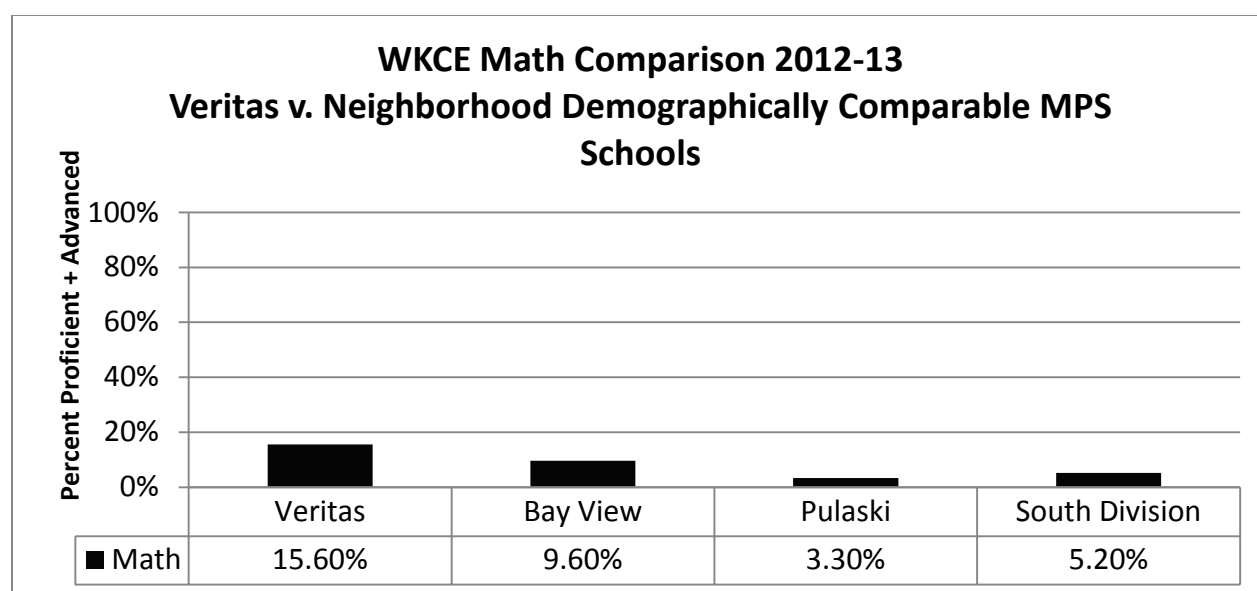 WKCE Math Comparison 2012-13
Veritas v. Neighborhood Demographically Comparable MPS
Schools
Percent Proficient + Advanced
100%
80%
60%
40%
20%
0%
Veritas Bay View Pulaski South Division
Math 15.60% 9.60% 3.30% 5.20%